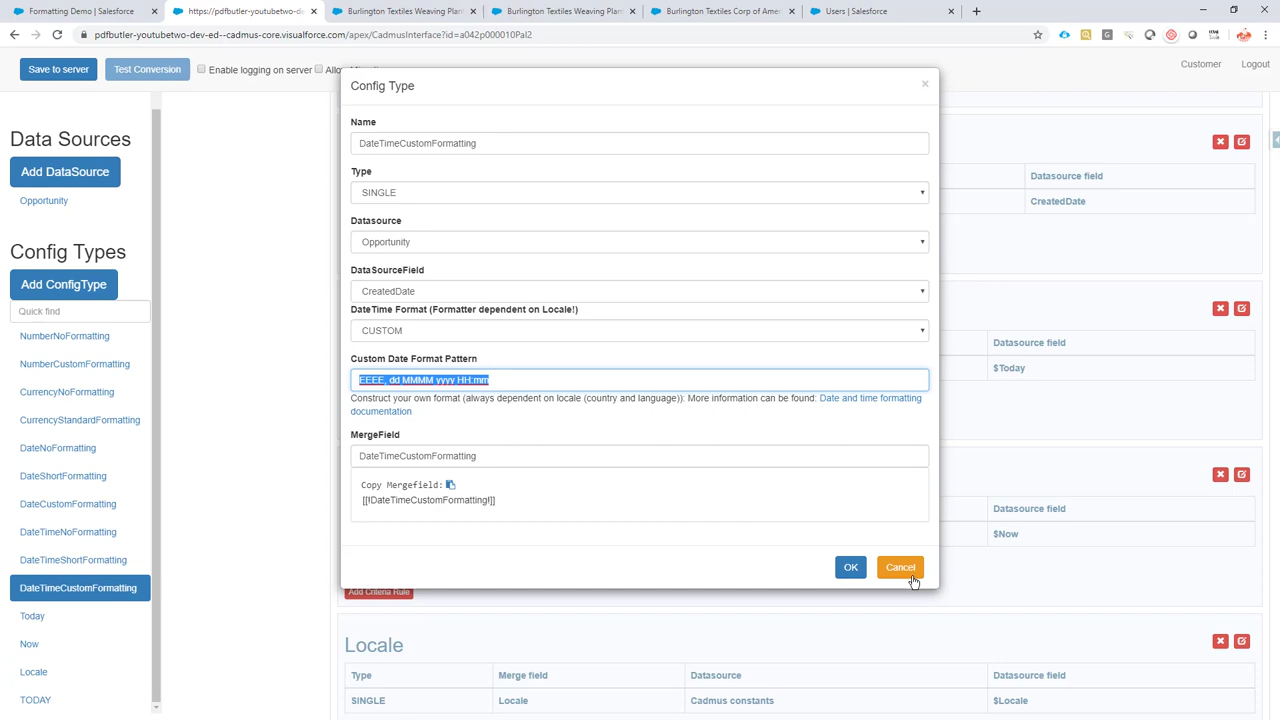 Formatting Demo | Salesforce
https://pdfbutler-youtubetwo-de
Burlington Textiles Weaving Plan
Burlington Textiles Weaving Plan
Burlington Textiles Corp of Amer
Users | Salesforce
pdfbutler-youtubetwo-dev-ed--cadmus-core.visualforce.com/apex/CadmusInterface?id=a042p000010Pal2
Save to server
Test Conversion
Enable logging on server
Customer
Logout
Data Sources
Add DataSource
Opportunity
Config Types
Add ConfigType
Quick find
NumberNoFormatting
NumberCustomFormatting
CurrencyNoFormatting
CurrencyStandardFormatting
DateNoFormatting
DateShortFormatting
DateCustomFormatting
DateTimeNoFormatting
DateTimeShortFormatting
DateTimeCustomFormatting
Today
Now
Locale
TODAY
Config Type
×
Name
DateTimeCustomFormatting
Type
SINGLE
Datasource
Opportunity
DataSourceField
CreatedDate
DateTime Format (Formatter dependent on Locale!)
CUSTOM
Custom Date Format Pattern
EEEE, dd MMMM yyyy HH:mm
Construct your own format (always dependent on locale (country and language)): More information can be found: Date and time formatting
documentation
MergeField
DateTimeCustomFormatting
Copy Mergefield:
[[!DateTimeCustomFormatting!]]
OK
Cancel
Datasource field
CreatedDate
Datasource field
$Today
Datasource field
$Now
Add Criteria Rule
Locale
Type
Merge field
Datasource
Datasource field
SINGLE
Locale
Cadmus constants
$Locale